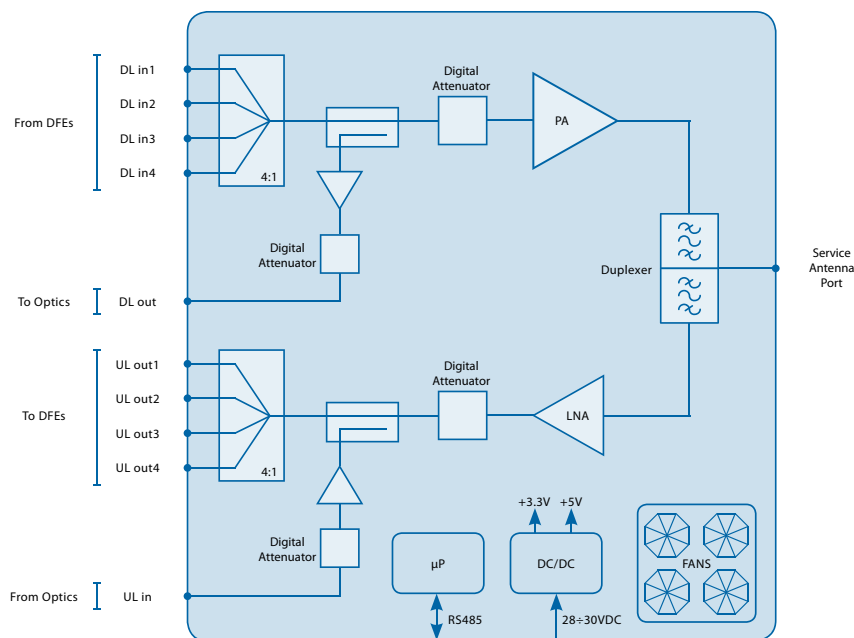 From DFEs
DL in1
DL in2
DL in3
DL in4
4:1
Digital
Attenuator
PA
Digital
Attenuator
To Optics
DL out
Duplexer
Service
Antenna
Port
To DFEs
UL out1
UL out2
UL out3
UL out4
4:1
Digital
Attenuator
LNA
Digital
Attenuator
From Optics
UL in
µP
RS485
+3.3V
+5V
DC/DC
28÷30VDC
FANS